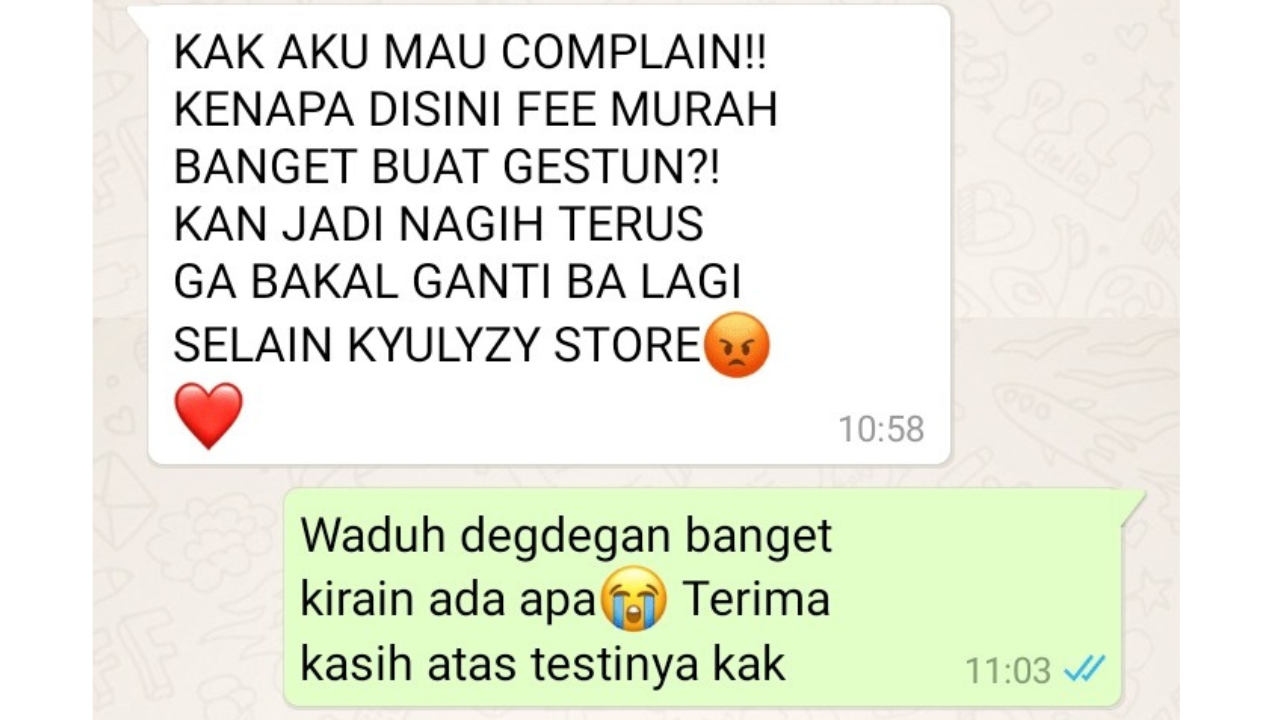 KAK AKU MAU COMPLAIN!!
KENAPA DISINI FEE MURAH
BANGET BUAT GESTUN?!
KAN JADI NAGIH TERUS
GA BAKAL GANTI BA LAGI
SELAIN KYULYZY STORE😡
❤️
10:58
Waduh degdegan banget
kirain ada apa😭 Terima
kasih atas testinya kak
11:03